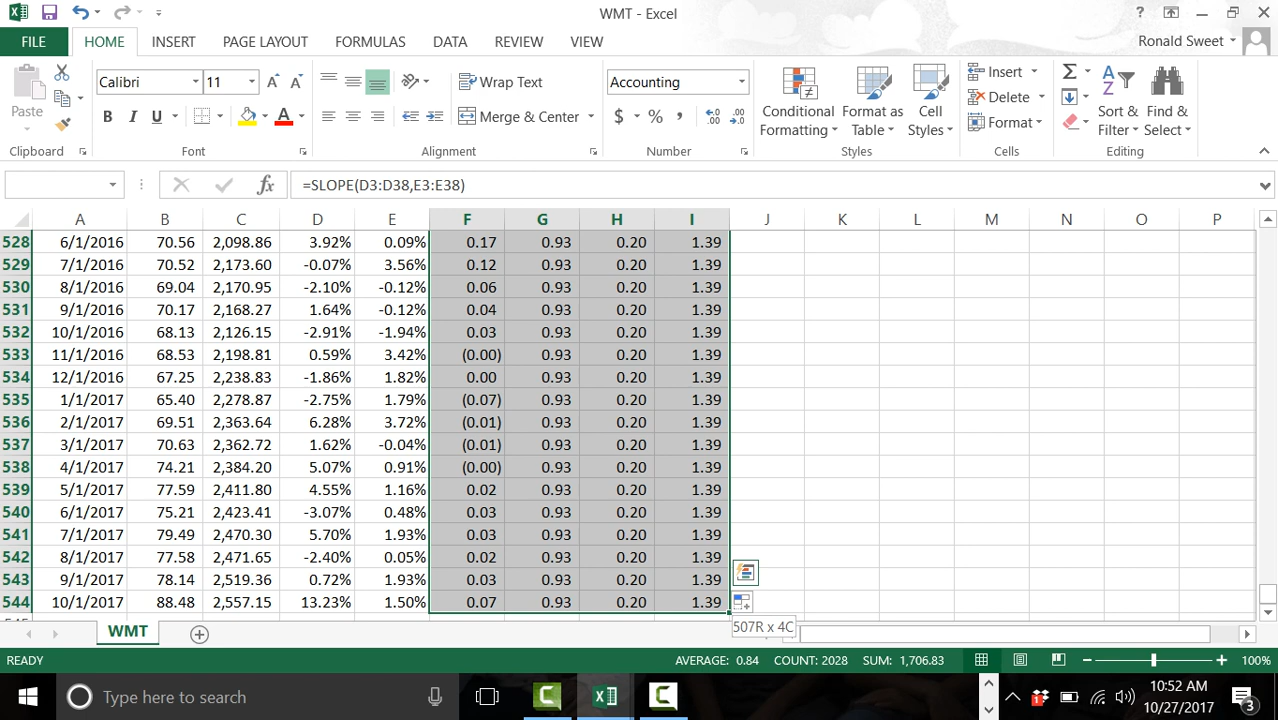 WMT - Excel
?
FILE HOME INSERT PAGE LAYOUT FORMULAS DATA REVIEW VIEW Ronald Sweet
Paste
Clipboard
Calibri 11
B I U A
Font
Wrap Text
Merge & Center
Alignment
Accounting
$ % ,
Number
Conditional Formatting
Format as Table
Cell Styles
Styles
Insert
Delete
Format
Cells
Sort & Filter
Find & Select
Editing
fx =SLOPE(D3:D38,E3:E38)
A B C D E F G H I J K L M N O P
528 6/1/2016 70.56 2,098.86 3.92% 0.09% 0.17 0.93 0.20 1.39
529 7/1/2016 70.52 2,173.60 -0.07% 3.56% 0.12 0.93 0.20 1.39
530 8/1/2016 69.04 2,170.95 -2.10% -0.12% 0.06 0.93 0.20 1.39
531 9/1/2016 70.17 2,168.27 1.64% -0.12% 0.04 0.93 0.20 1.39
532 10/1/2016 68.13 2,126.15 -2.91% -1.94% 0.03 0.93 0.20 1.39
533 11/1/2016 68.53 2,198.81 0.59% 3.42% (0.00) 0.93 0.20 1.39
534 12/1/2016 67.25 2,238.83 -1.86% 1.82% 0.00 0.93 0.20 1.39
535 1/1/2017 65.40 2,278.87 -2.75% 1.79% (0.07) 0.93 0.20 1.39
536 2/1/2017 69.51 2,363.64 6.28% 3.72% (0.01) 0.93 0.20 1.39
537 3/1/2017 70.63 2,362.72 1.62% -0.04% (0.01) 0.93 0.20 1.39
538 4/1/2017 74.21 2,384.20 5.07% 0.91% (0.00) 0.93 0.20 1.39
539 5/1/2017 77.59 2,411.80 4.55% 1.16% 0.02 0.93 0.20 1.39
540 6/1/2017 75.21 2,423.41 -3.07% 0.48% 0.03 0.93 0.20 1.39
541 7/1/2017 79.49 2,470.30 5.70% 1.93% 0.03 0.93 0.20 1.39
542 8/1/2017 77.58 2,471.65 -2.40% 0.05% 0.02 0.93 0.20 1.39
543 9/1/2017 78.14 2,519.36 0.72% 1.93% 0.03 0.93 0.20 1.39
544 10/1/2017 88.48 2,557.15 13.23% 1.50% 0.07 0.93 0.20 1.39
507R x 4C
WMT
READY AVERAGE: 0.84 COUNT: 2028 SUM: 1,706.83 100%
Type here to search
10:52 AM
10/27/2017
3